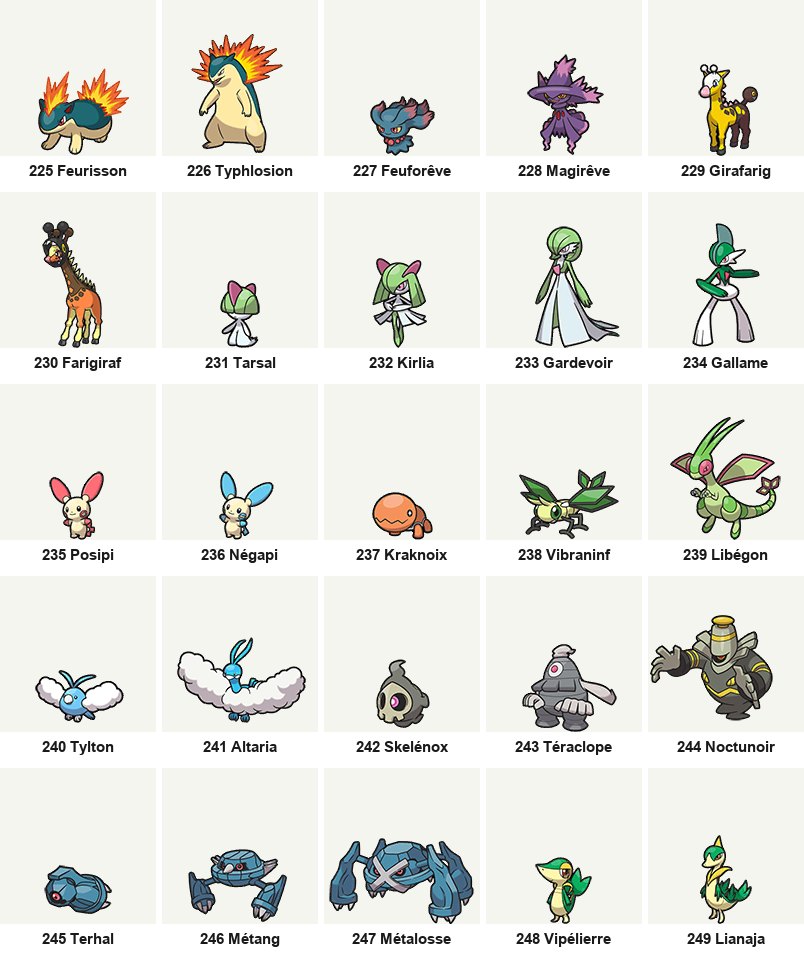 225 Feurisson
226 Typhlosion
227 Feuforêve
228 Magirêve
229 Girafarig
230 Farigiraf
231 Tarsal
232 Kirlia
233 Gardevoir
234 Gallame
235 Posipi
236 Négapi
237 Kraknoix
238 Vibraninf
239 Libégon
240 Tylton
241 Altaria
242 Skelénox
243 Téraclope
244 Noctunoir
245 Terhal
246 Métang
247 Métalosse
248 Vipélierre
249 Lianaja